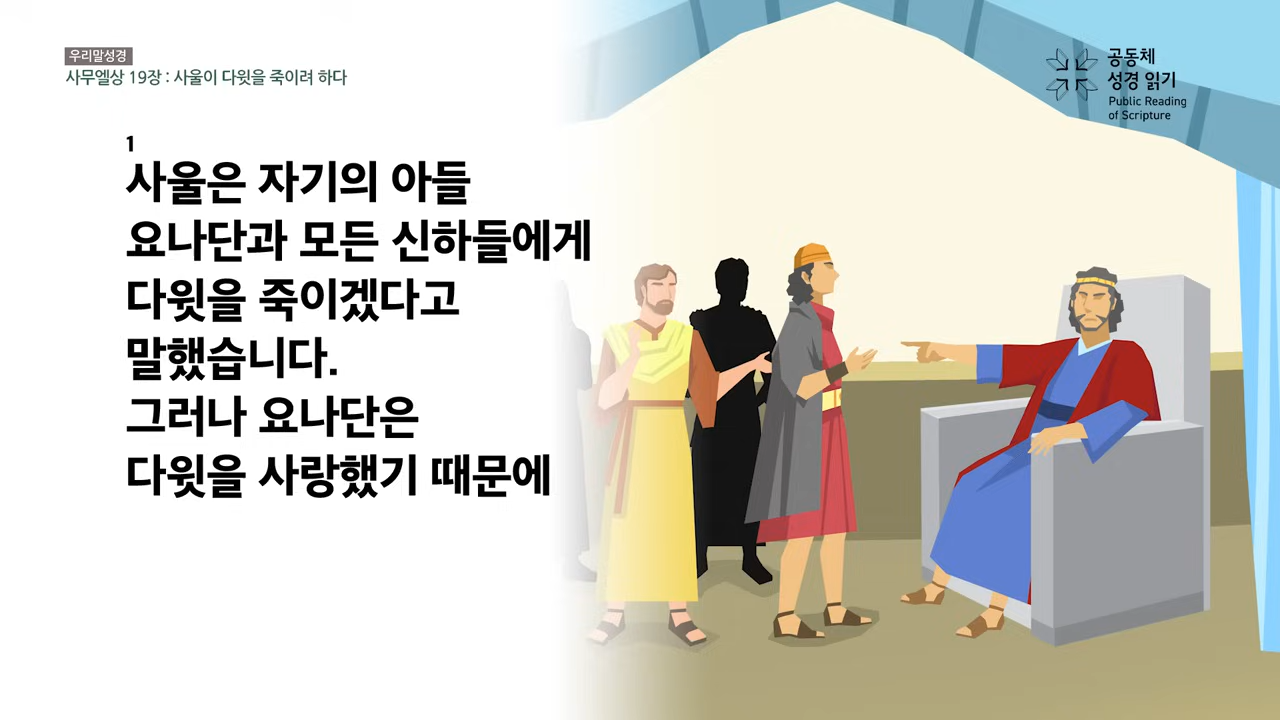 우리말성경
사무엘상 19장 : 사울이 다윗을 죽이려 하다
공동체
성경 읽기
Public Reading
of Scripture
1
사울은 자기의 아들
요나단과 모든 신하들에게
다윗을 죽이겠다고
말했습니다.
그러나 요나단은
다윗을 사랑했기 때문에